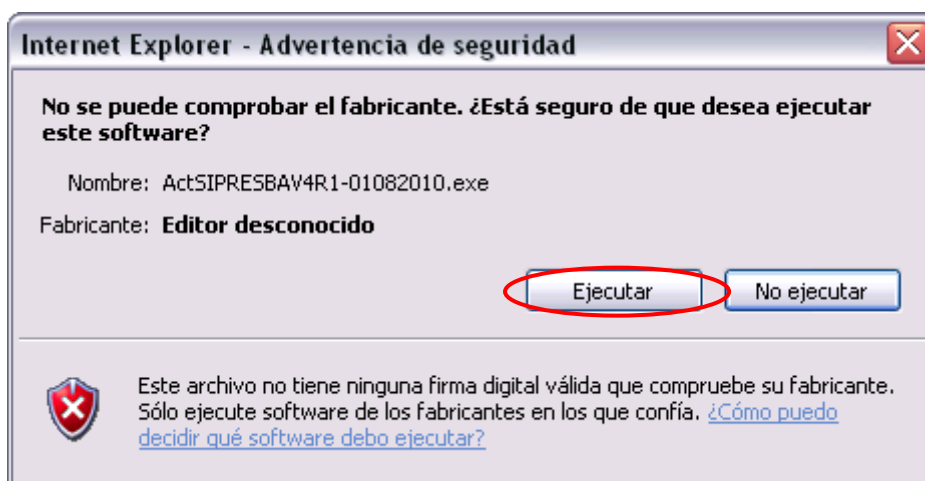 Internet Explorer - Advertencia de seguridad
No se puede comprobar el fabricante. ¿Está seguro de que desea ejecutar
este software?
Nombre: ActSIPRESBAV4R1-01082010.exe
Fabricante: Editor desconocido
Ejecutar No ejecutar
Este archivo no tiene ninguna firma digital válida que compruebe su fabricante.
Sólo ejecute software de los fabricantes en los que confía. ¿Cómo puedo
decidir qué software debo ejecutar?